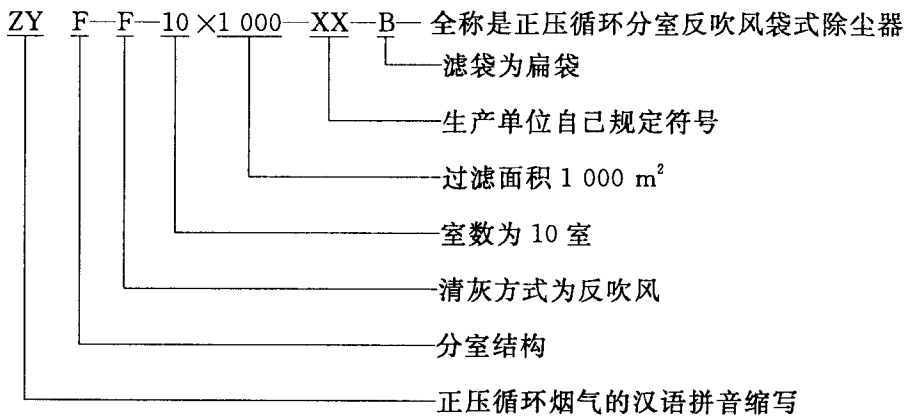 ZY F—F—10×1 000—XX—B— 全称是正压循环分室反吹风袋式除尘器
滤袋为扁袋
生产单位自己规定符号
过滤面积 1 000 m²
室数为 10 室
清灰方式为反吹风
分室结构
正压循环烟气的汉语拼音缩写